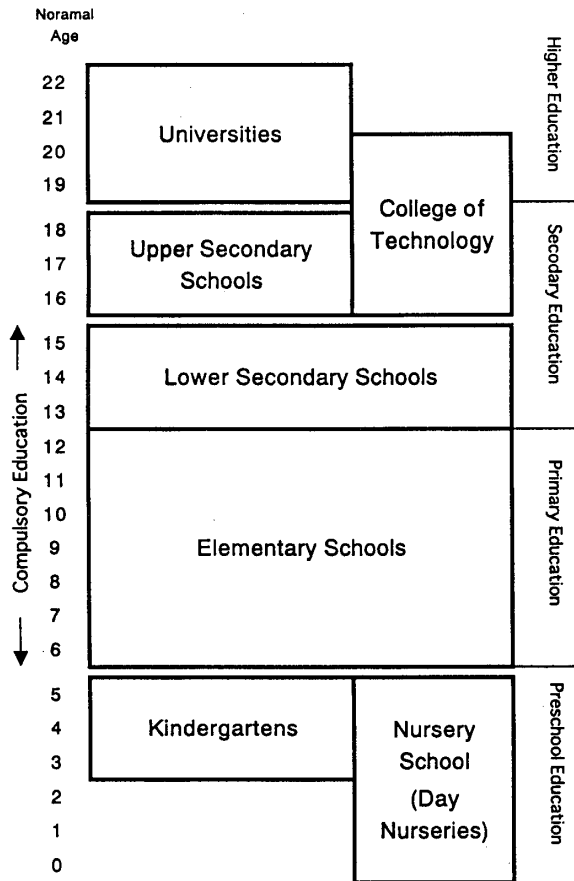 Noramal
Age
22
21
20
19
18
17
16
15
14
13
12
11
10
9
8
7
6
5
4
3
2
1
0
Compulsory Education
Universities
College of
Technology
Upper Secondary
Schools
Lower Secondary Schools
Elementary Schools
Kindergartens
Nursery
School
(Day
Nurseries)
Higher Education
Secodary Education
Primary Education
Preschool Education